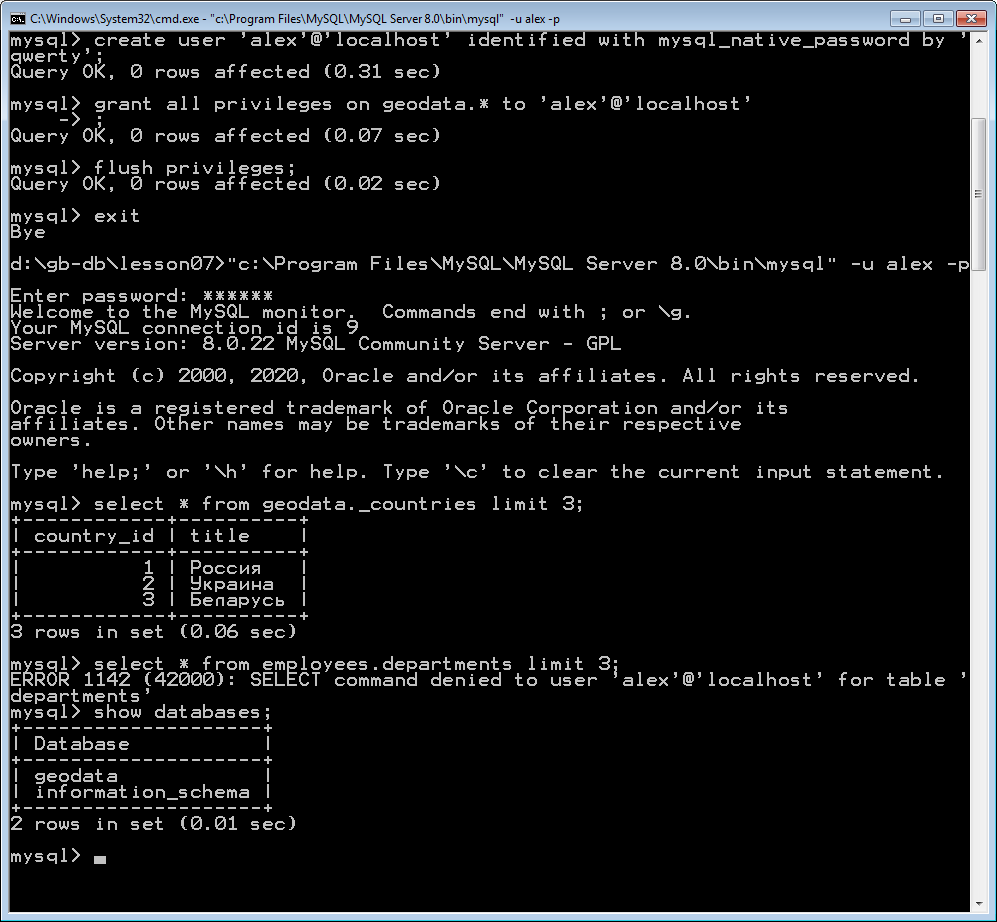 C:\Windows\System32\cmd.exe - "c:\Program Files\MySQL\MySQL Server 8.0\bin\mysql" -u alex -p
mysql> create user 'alex'@'localhost' identified with mysql_native_password by '
qwerty';
Query OK, 0 rows affected (0.31 sec)
mysql> grant all privileges on geodata.* to 'alex'@'localhost'
    -> ;
Query OK, 0 rows affected (0.07 sec)
mysql> flush privileges;
Query OK, 0 rows affected (0.02 sec)
mysql> exit
Bye
d:\gb-db\lesson07>"c:\Program Files\MySQL\MySQL Server 8.0\bin\mysql" -u alex -p
Enter password: ******
Welcome to the MySQL monitor.  Commands end with ; or \g.
Your MySQL connection id is 9
Server version: 8.0.22 MySQL Community Server - GPL
Copyright (c) 2000, 2020, Oracle and/or its affiliates. All rights reserved.
Oracle is a registered trademark of Oracle Corporation and/or its
affiliates. Other names may be trademarks of their respective
owners.
Type 'help;' or '\h' for help. Type '\c' to clear the current input statement.
mysql> select * from geodata._countries limit 3;
+------------+----------+
| country_id | title    |
+------------+----------+
|          1 | Россия   |
|          2 | Украина  |
|          3 | Беларусь |
+------------+----------+
3 rows in set (0.06 sec)
mysql> select * from employees.departments limit 3;
ERROR 1142 (42000): SELECT command denied to user 'alex'@'localhost' for table '
departments'
mysql> show databases;
+--------------------+
| Database           |
+--------------------+
| geodata            |
| information_schema |
+--------------------+
2 rows in set (0.01 sec)
mysql>